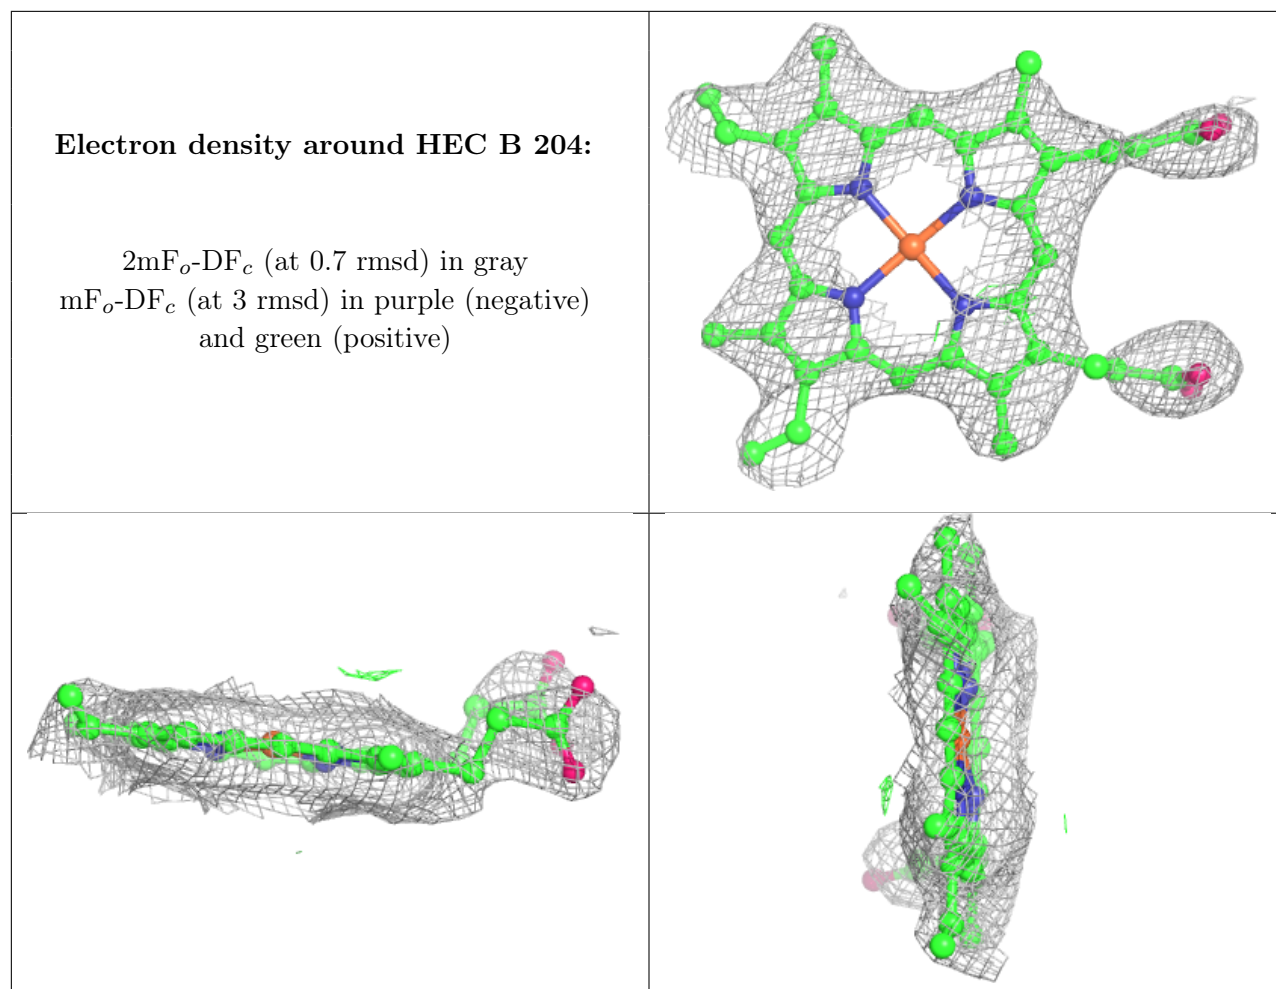 Electron density around HEC B 204:
2mFₒ-DF𝒸 (at 0.7 rmsd) in gray
mFₒ-DF𝒸 (at 3 rmsd) in purple (negative)
and green (positive)